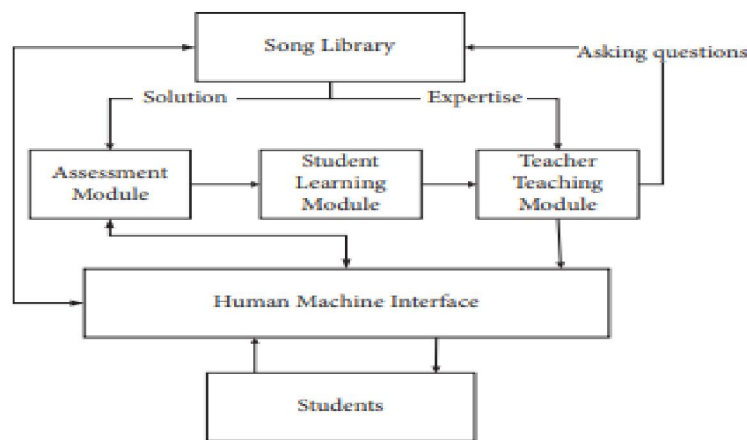 Song Library
Asking questions
Solution
Expertise
Assessment
Module
Student
Learning
Module
Teacher
Teaching
Module
Human Machine Interface
Students